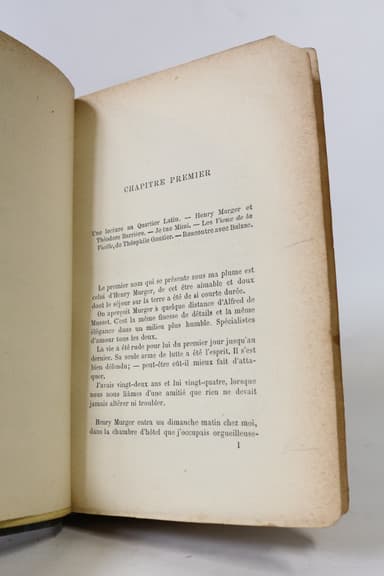 CHAPITRE PREMIER
Une lecture au Quartier Latin. — Henry Murger et
Théodore Barrière. — Je tue Mimi. — Les Vieux de la
Vieille, de Théophile Gautier. — Rencontre avec Balzac.
Le premier nom qui se présente sous ma plume est
celui d'Henry Murger, de cet être aimable et doux
dont le séjour sur la terre a été de si courte durée.
On aperçoit Murger à quelque distance d'Alfred de
Musset. C'est la même finesse de détails et la même
élégance dans un milieu plus humble. Spécialistes
d'amour tous les deux.
La vie a été rude pour lui du premier jour jusqu'au
dernier. Sa seule arme de lutte a été l'esprit. Il s'est
bien défendu; — peut-être eût-il mieux fait d'atta-
quer.
J'avais vingt-deux ans et lui vingt-quatre, lorsque
nous nous liâmes d'une amitié que rien ne devait
jamais altérer ni troubler.
Henry Murger entra un dimanche matin chez moi,
dans la chambre d'hôtel que j'occupais orgueilleuse-
1